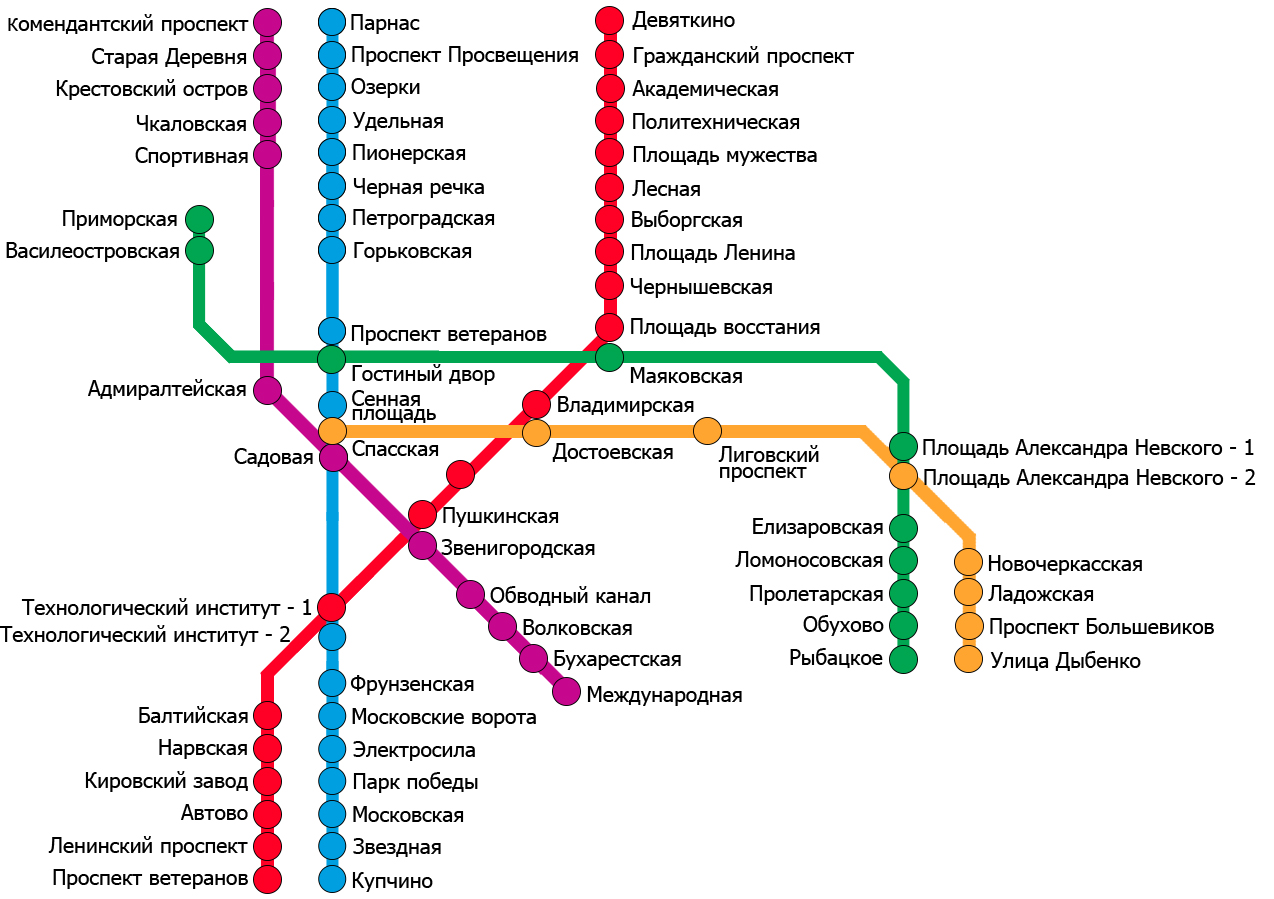 Комендантский проспект
Старая Деревня
Крестовский остров
Чкаловская
Спортивная
Приморская
Василеостровская
Адмиралтейская
Садовая
Парнас
Проспект Просвещения
Озерки
Удельная
Пионерская
Черная речка
Петроградская
Горьковская
Проспект ветеранов
Гостиный двор
Сенная
площадь
Спасская
Девяткино
Гражданский проспект
Академическая
Политехническая
Площадь мужества
Лесная
Выборгская
Площадь Ленина
Чернышевская
Площадь восстания
Маяковская
Владимирская
Достоевская
Лиговский
проспект
Пушкинская
Звенигородская
Обводный канал
Волковская
Бухарестская
Международная
Площадь Александра Невского - 1
Площадь Александра Невского - 2
Елизаровская
Ломоносовская
Пролетарская
Обухово
Рыбацкое
Новочеркасская
Ладожская
Проспект Большевиков
Улица Дыбенко
Технологический институт - 1
Технологический институт - 2
Балтийская
Нарвская
Кировский завод
Автово
Ленинский проспект
Проспект ветеранов
Фрунзенская
Московские ворота
Электросила
Парк победы
Московская
Звездная
Купчино